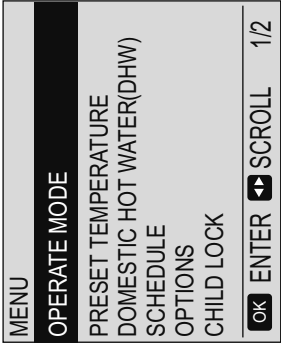 MENU
OPERATE MODE
PRESET TEMPERATURE
DOMESTIC HOT WATER(DHW)
SCHEDULE
OPTIONS
CHILD LOCK
OK ENTER SCROLL 1/2